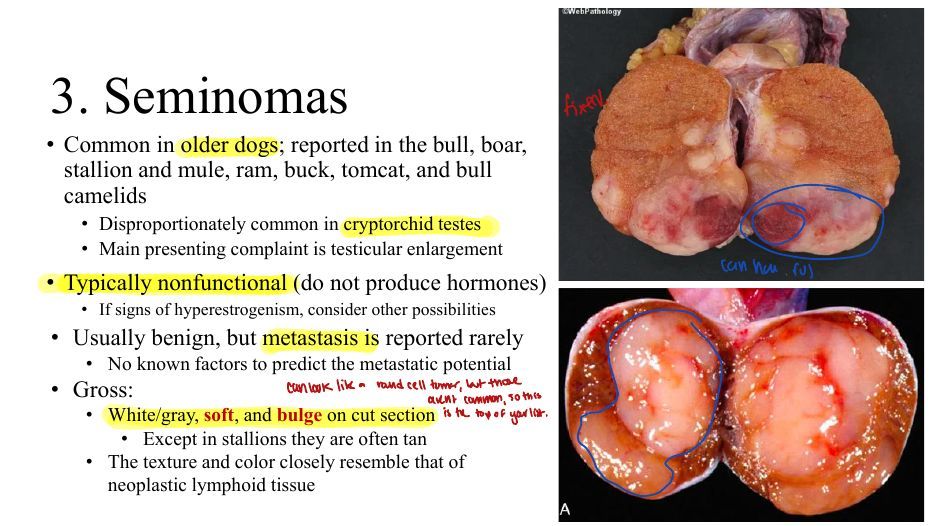 3. Seminomas
• Common in older dogs; reported in the bull, boar,
stallion and mule, ram, buck, tomcat, and bull
camelids
• Disproportionately common in cryptorchid testes
• Main presenting complaint is testicular enlargement
• Typically nonfunctional (do not produce hormones)
• If signs of hyperestrogenism, consider other possibilities
• Usually benign, but metastasis is reported rarely
• No known factors to predict the metastatic potential
• Gross:
can look like a round cell tumor, but those
arent common, so this
is the top of your list.
• White/gray, soft, and bulge on cut section
• Except in stallions they are often tan
• The texture and color closely resemble that of
neoplastic lymphoid tissue
©WebPathology
can have
A